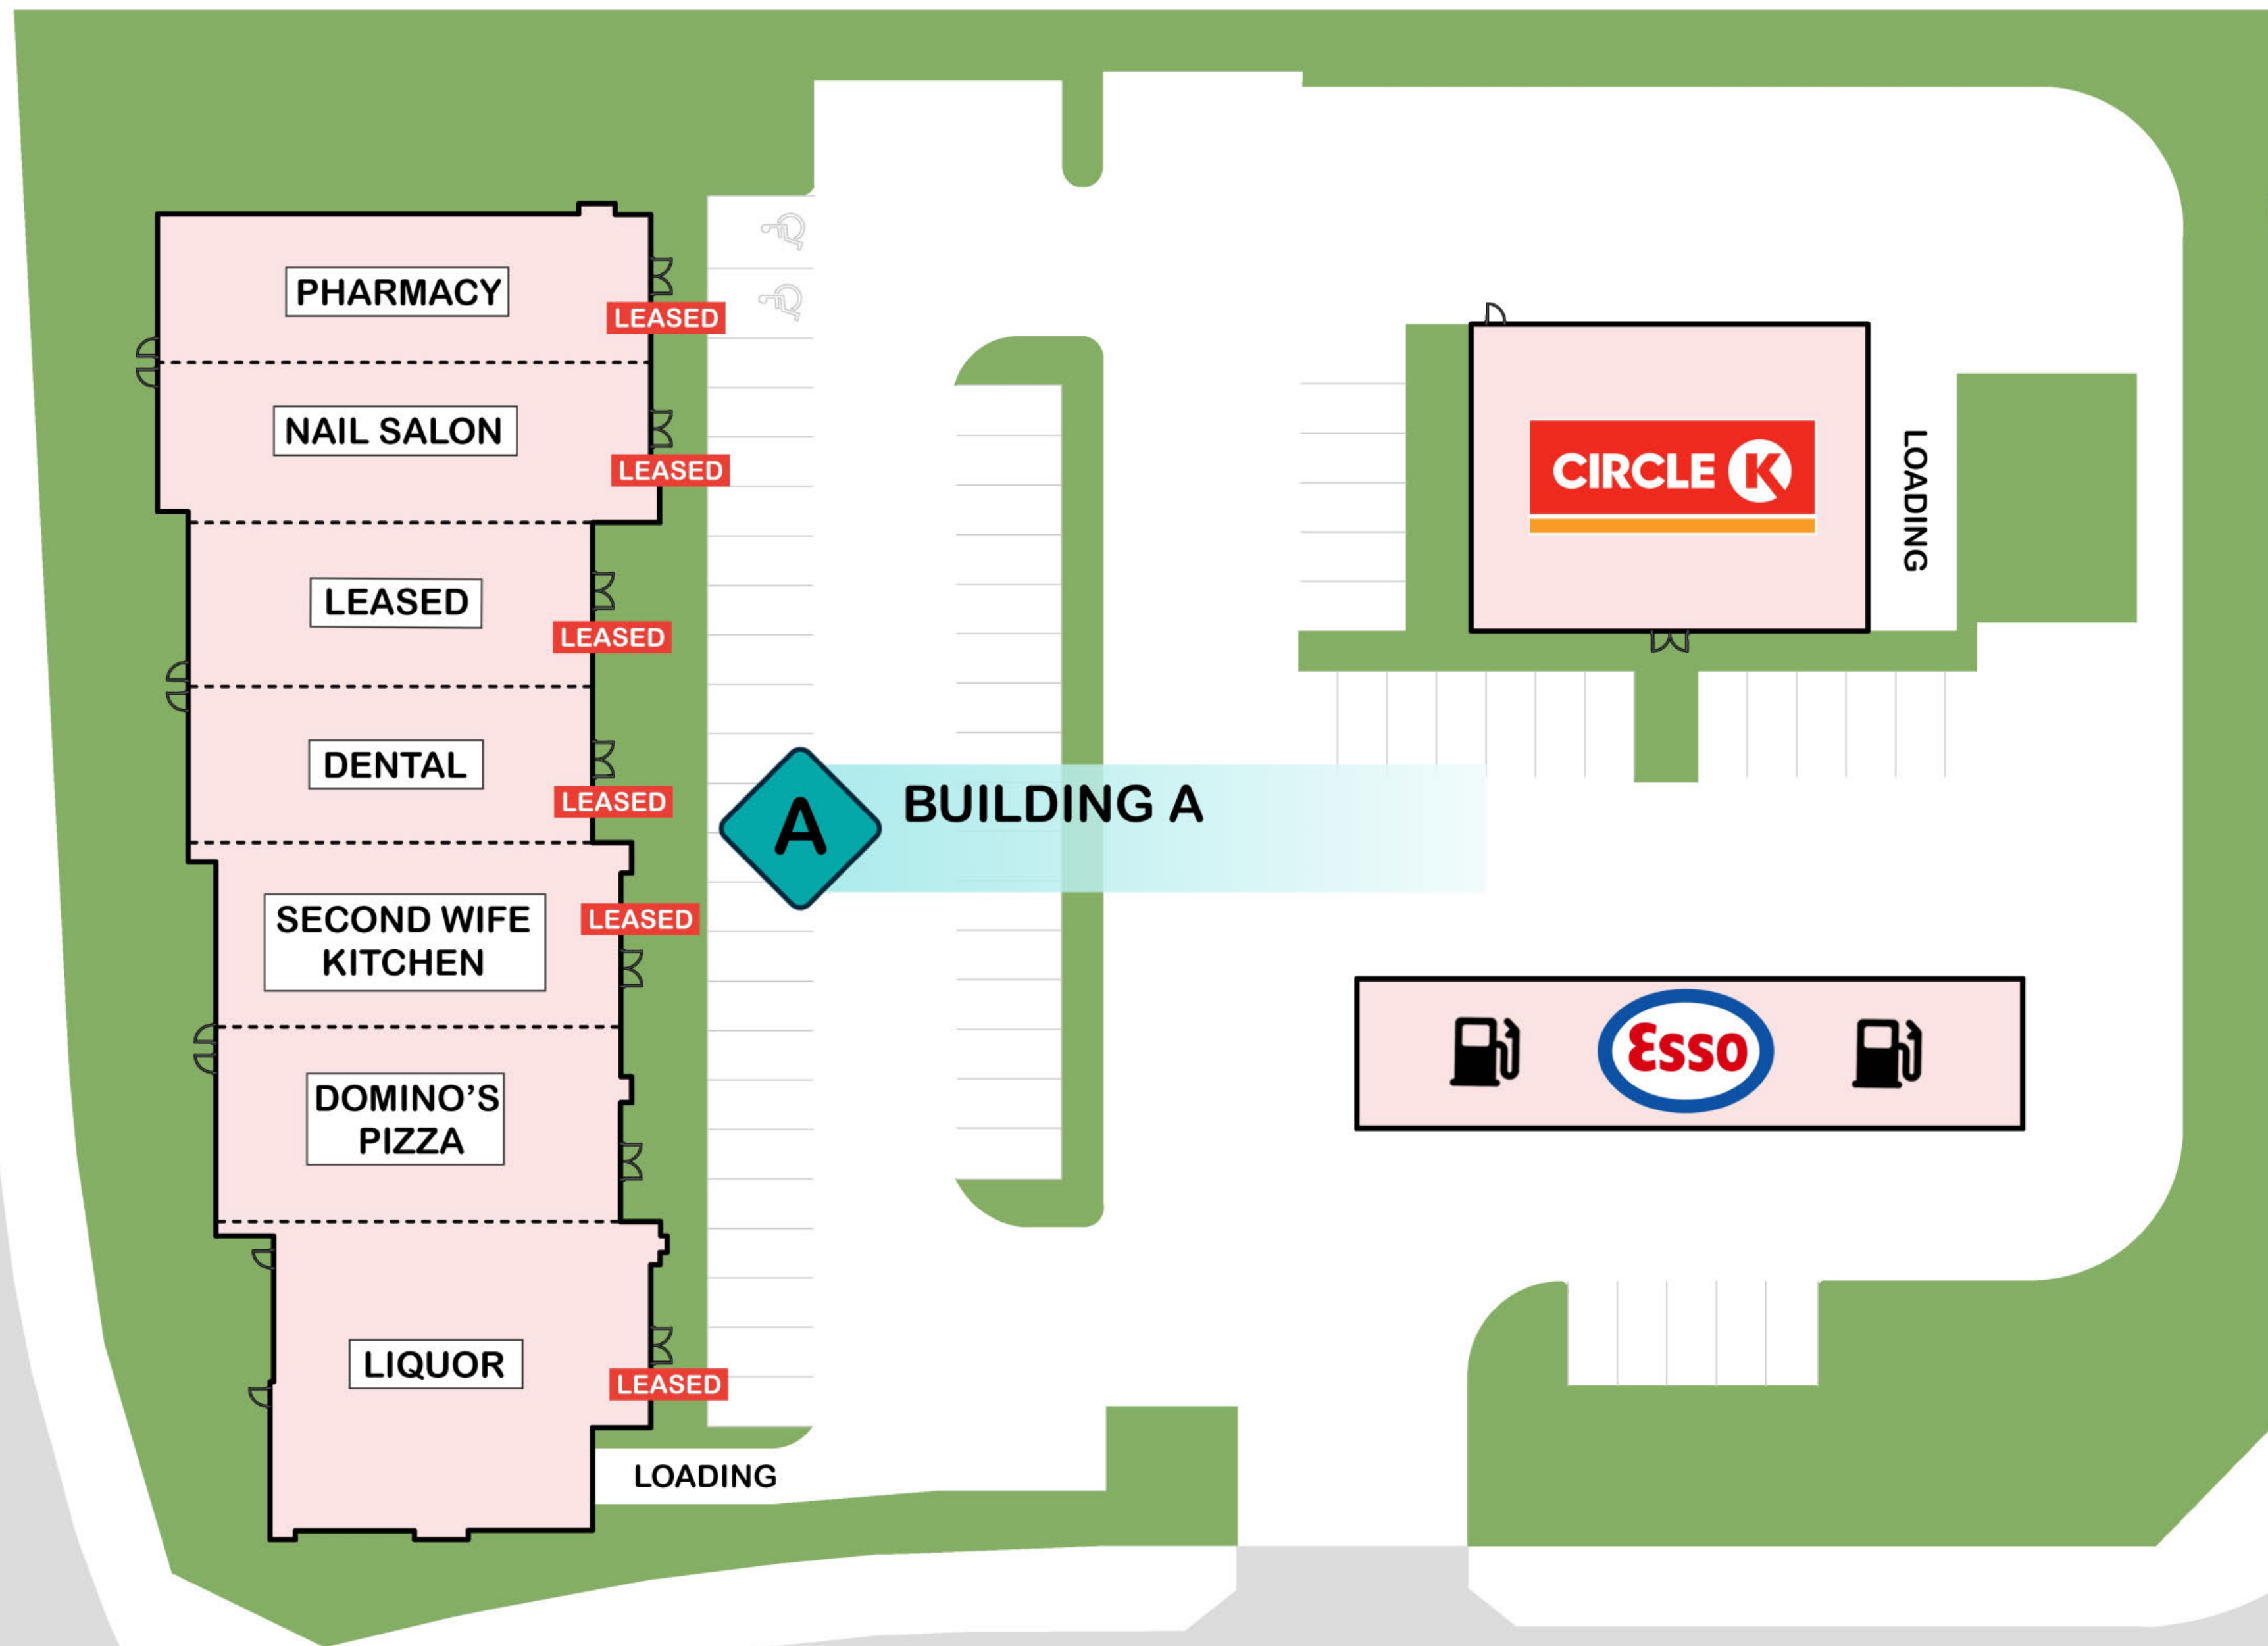 PHARMACY
LEASED
NAIL SALON
LEASED
LEASED
LEASED
DENTAL
LEASED
SECOND WIFE
KITCHEN
LEASED
DOMINO'S
PIZZA
LIQUOR
LEASED
LOADING
A
BUILDING A
CIRCLE K
LOADING
Esso